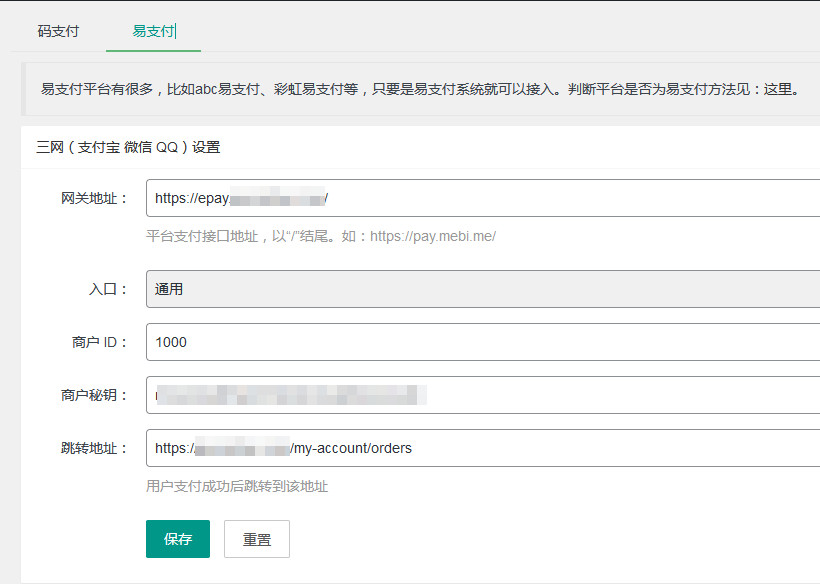 码支付 易支付
易支付平台有很多，比如abc易支付、彩虹易支付等，只要是易支付系统就可以接入。判断平台是否为易支付方法见：这里。
三网（支付宝 微信 QQ）设置
网关地址： https://epay. /
平台支付接口地址，以“/”结尾。如：https://pay.mebi.me/
入口： 通用
商户 ID： 1000
商户秘钥：
跳转地址： https:/ /my-account/orders
用户支付成功后跳转到该地址
保存 重置